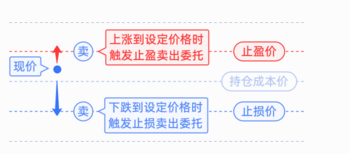 卖
上涨到设定价格时
触发止盈卖出委托
止盈价
现价
持仓成本价
卖
下跌到设定价格时
触发止损卖出委托
止损价